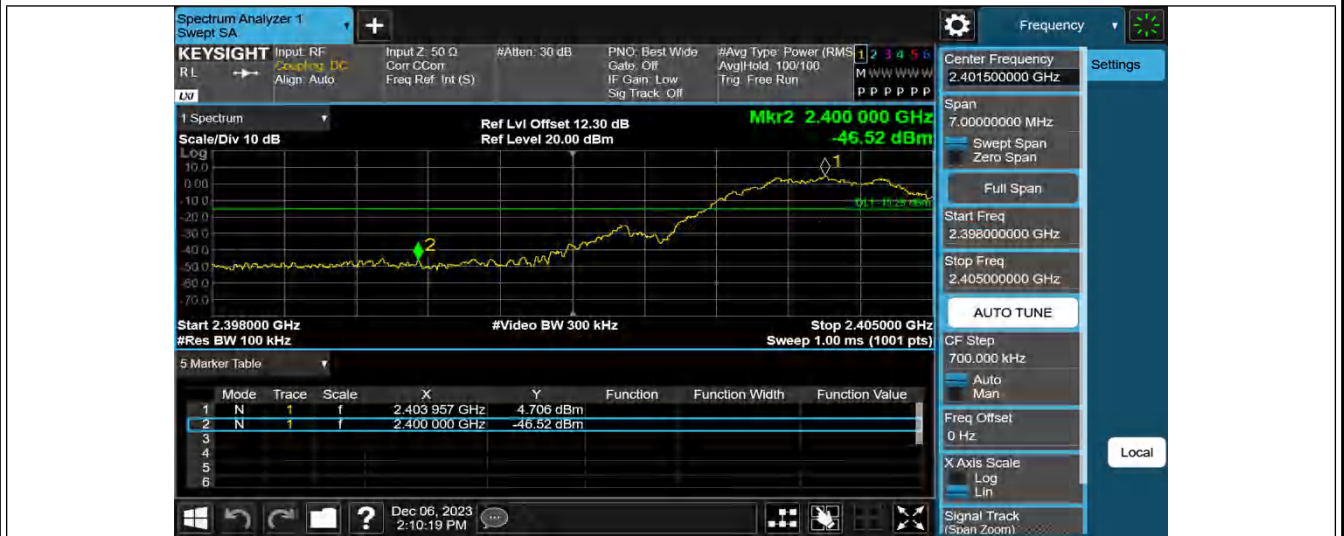 Spectrum Analyzer 1
Swept SA
+
Frequency
KEYSIGHT
RL
LXI
Input: RF
Coupling: DC
Align: Auto
Input Z: 50 Ω
Corr CCorr
Freq Ref: Int (S)
#Atten: 30 dB
PNO: Best Wide
Gate: Off
IF Gain: Low
Sig Track: Off
#Avg Type: Power (RMS
Avg|Hold: 100/100
Trig: Free Run
1 2 3 4 5 6
M W W W W W
P P P P P P
Center Frequency
2.401500000 GHz
Settings
Span
7.00000000 MHz
Swept Span
Zero Span
Full Span
Start Freq
2.398000000 GHz
Stop Freq
2.405000000 GHz
AUTO TUNE
CF Step
700.000 kHz
Auto
Man
Freq Offset
0 Hz
X Axis Scale
Log
Lin
Signal Track
(Span Zoom)
Local
1 Spectrum
Scale/Div 10 dB
Ref Lvl Offset 12.30 dB
Ref Level 20.00 dBm
Mkr2 2.400 000 GHz
-46.52 dBm
Log
10.0
0.00
-10.0
-20.0
-30.0
-40.0
-50.0
-60.0
-70.0
1
2
Start 2.398000 GHz
#Res BW 100 kHz
#Video BW 300 kHz
Stop 2.405000 GHz
Sweep 1.00 ms (1001 pts)
5 Marker Table
Mode Trace Scale X Y Function Function Width Function Value
1 N 1 f 2.403 957 GHz 4.706 dBm
2 N 1 f 2.400 000 GHz -46.52 dBm
3
4
5
6
?
Dec 06, 2023
2:10:19 PM